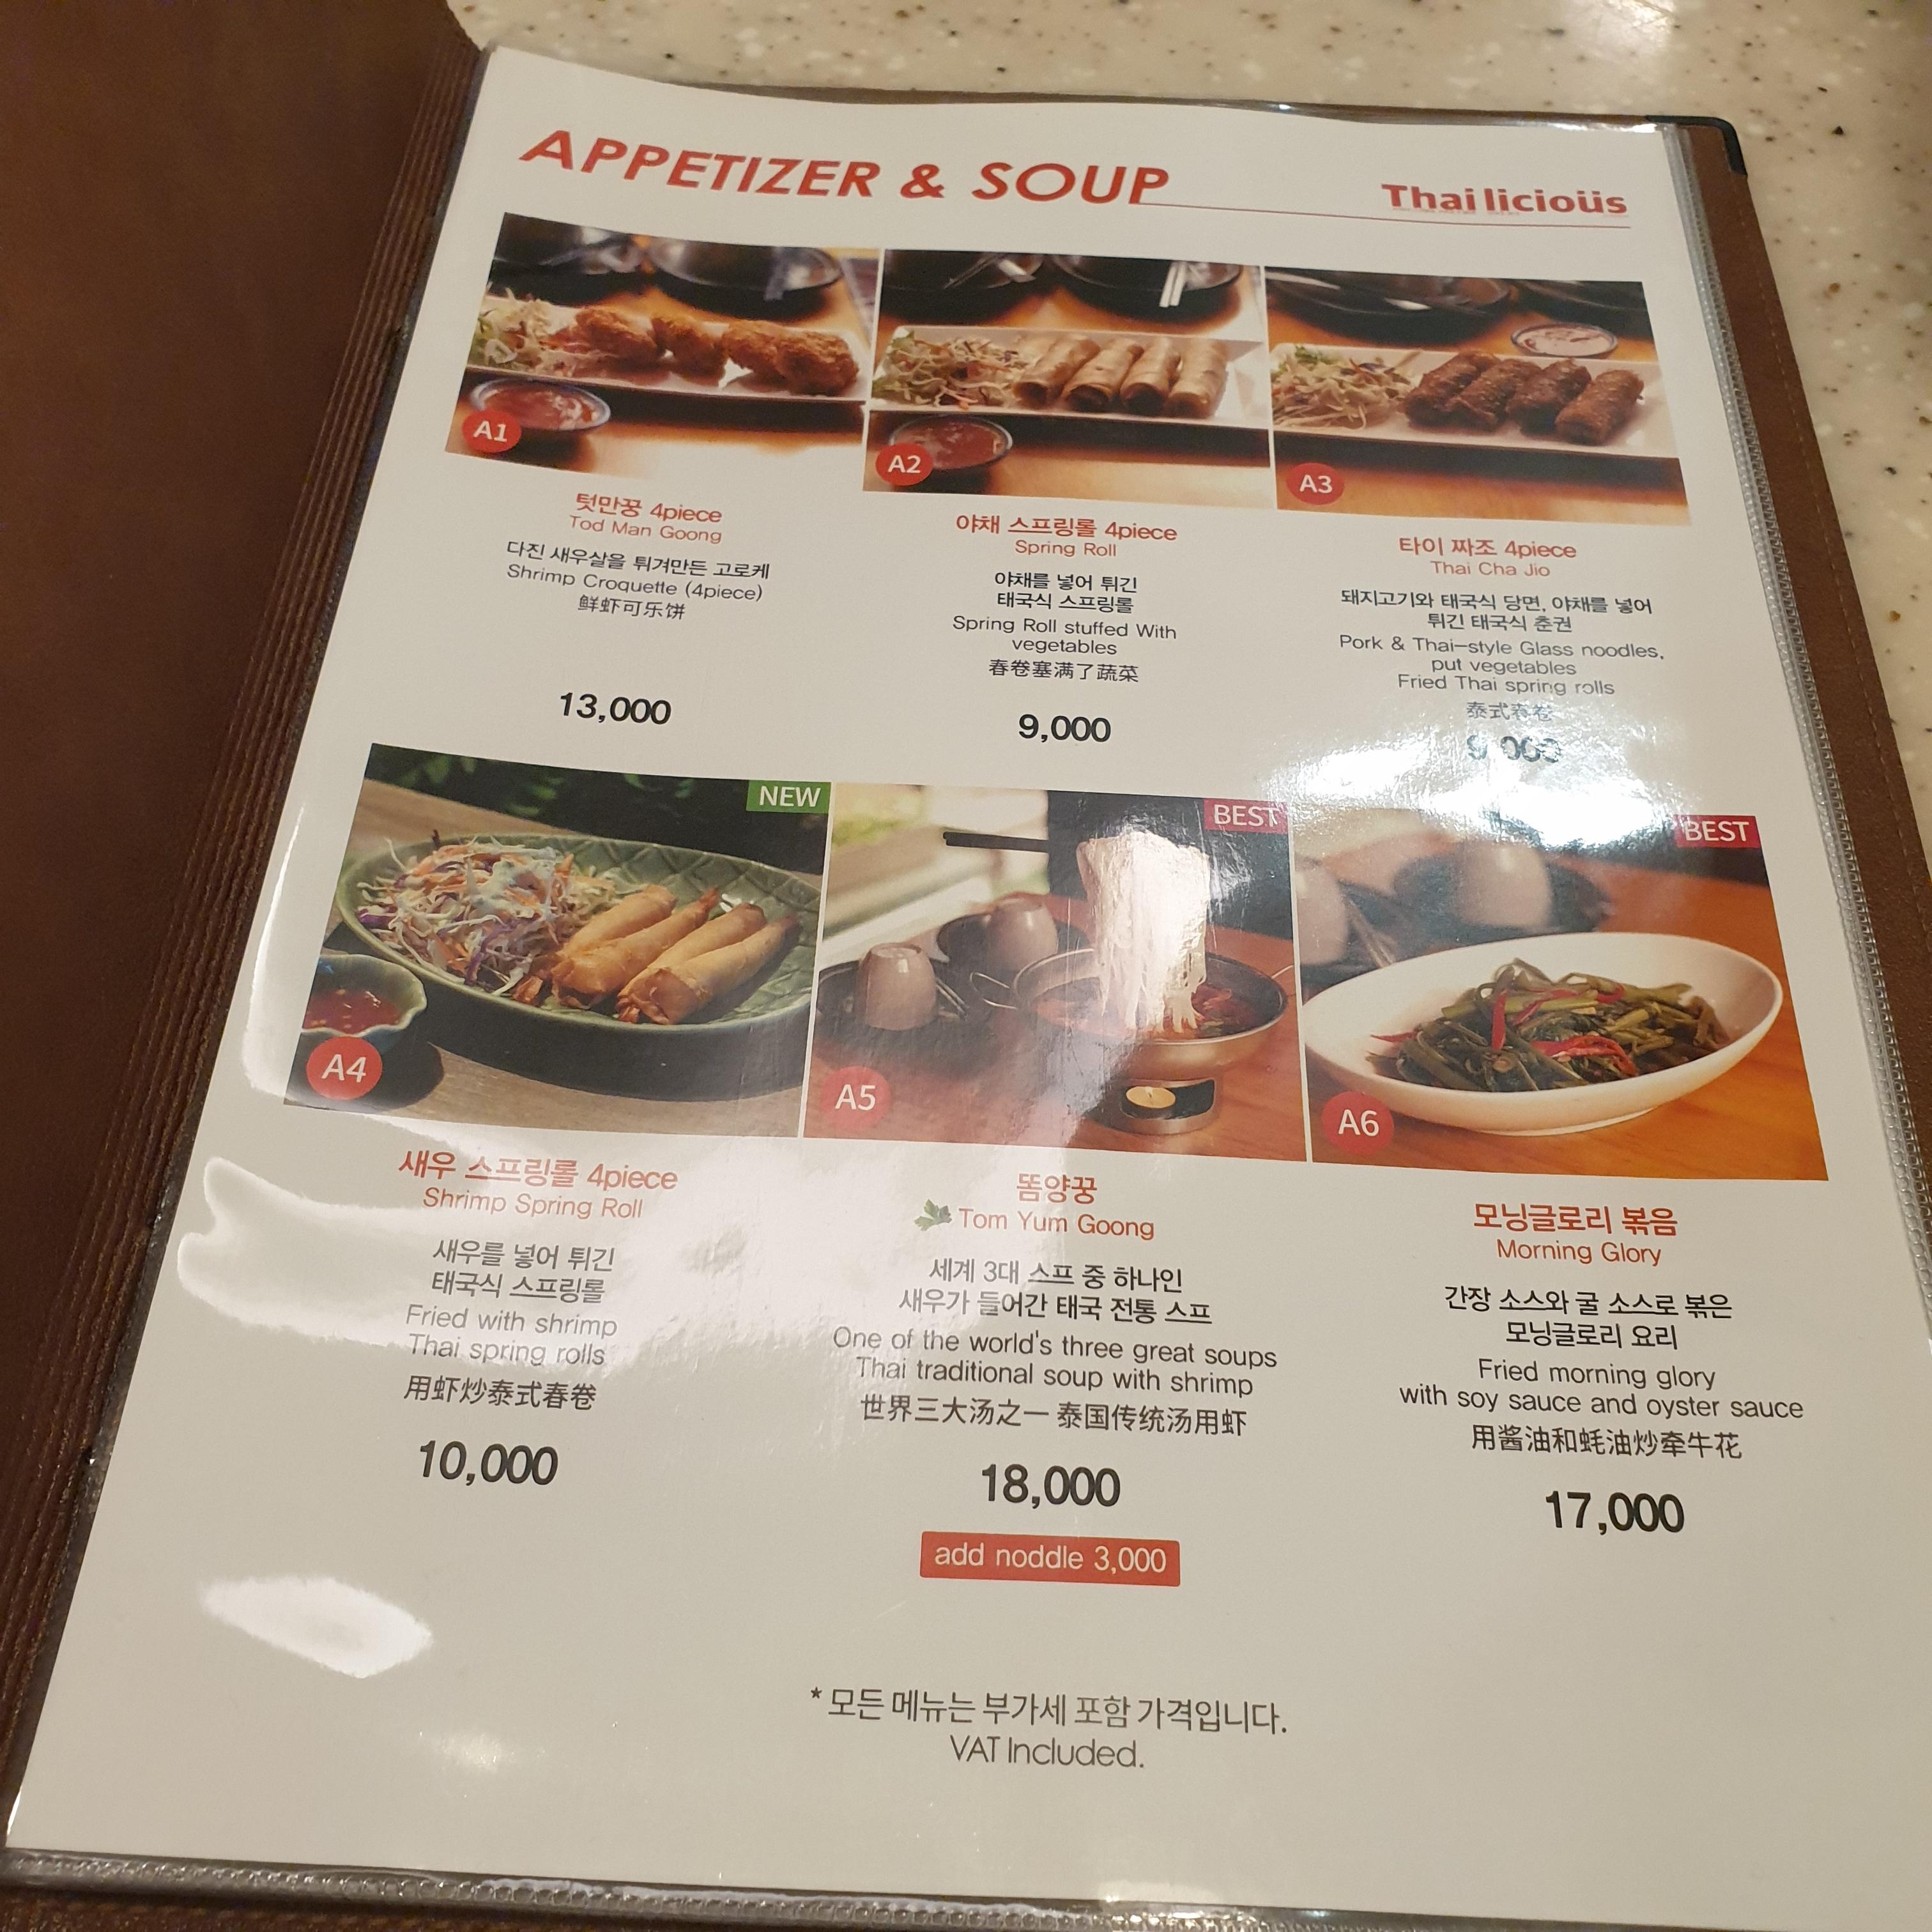 APPETIZER & SOUP
Thai licioüs
A1
A2
A3
텃만꿍 4piece
Tod Man Goong
다진 새우살을 튀겨만든 고로케
Shrimp Croquette (4piece)
鲜虾可乐饼
13,000
야채 스프링롤 4piece
Spring Roll
야채를 넣어 튀긴
태국식 스프링롤
Spring Roll stuffed With
vegetables
春卷塞满了蔬菜
9,000
타이 짜조 4piece
Thai Cha Jio
돼지고기와 태국식 당면, 야채를 넣어
튀긴 태국식 춘권
Pork & Thai-style Glass noodles,
put vegetables
Fried Thai spring rolls
泰式春卷
9,000
NEW
BEST
BEST
A4
A5
A6
새우 스프링롤 4piece
Shrimp Spring Roll
새우를 넣어 튀긴
태국식 스프링롤
Fried with shrimp
Thai spring rolls
用虾炒泰式春卷
10,000
똠양꿍
Tom Yum Goong
세계 3대 스프 중 하나인
새우가 들어간 태국 전통 스프
One of the world's three great soups
Thai traditional soup with shrimp
世界三大汤之一 泰国传统汤用虾
18,000
add noddle 3,000
모닝글로리 볶음
Morning Glory
간장 소스와 굴 소스로 볶은
모닝글로리 요리
Fried morning glory
with soy sauce and oyster sauce
用酱油和蚝油炒牵牛花
17,000
* 모든 메뉴는 부가세 포함 가격입니다.
VAT Included.